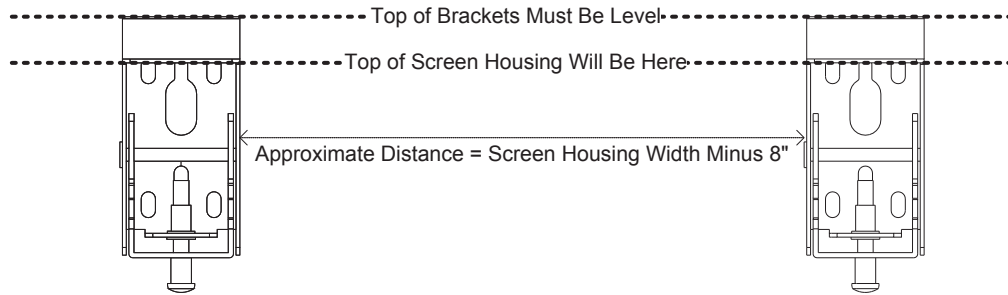 Top of Brackets Must Be Level
Top of Screen Housing Will Be Here
Approximate Distance = Screen Housing Width Minus 8"